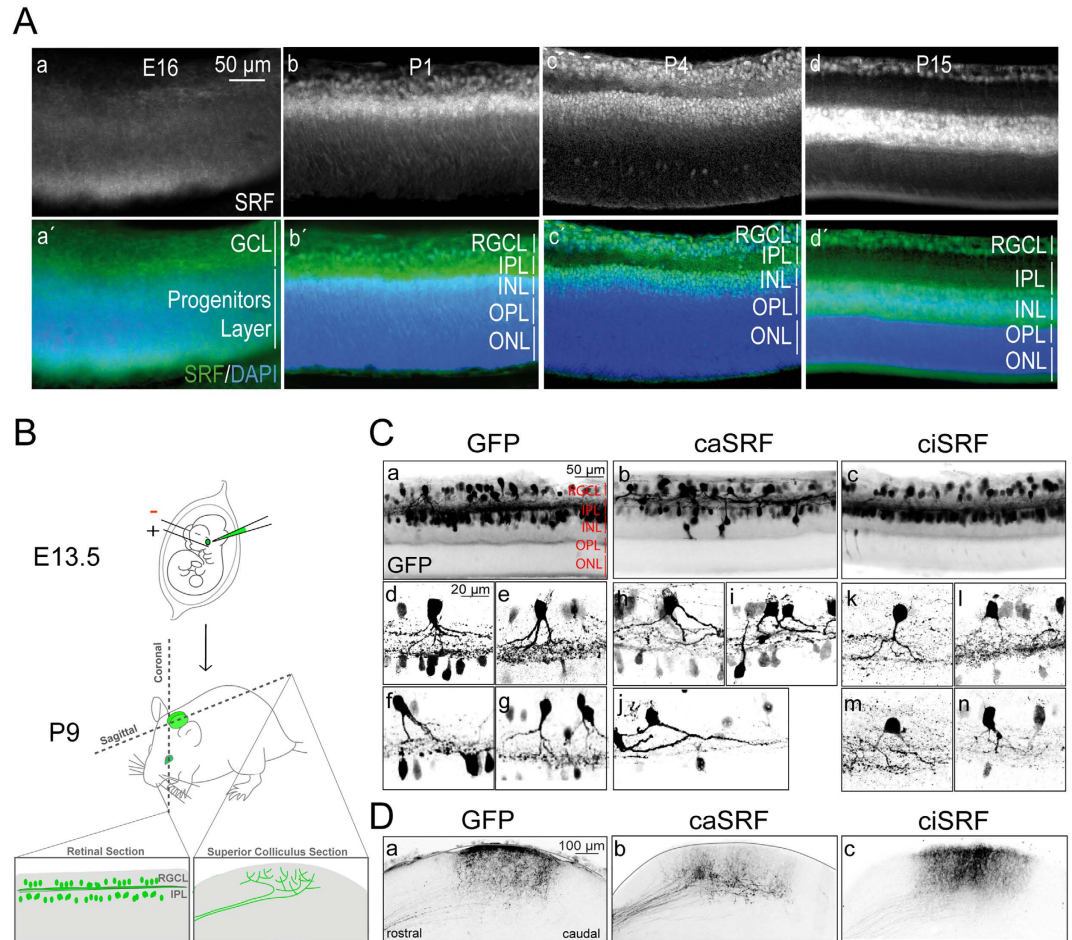 A
a E16 50 µm
SRF
b P1
c P4
d P15
a´ GCL
Progenitors
Layer
SRF/DAPI
b´ RGCL
IPL
INL
OPL
ONL
c´ RGCL
IPL
INL
OPL
ONL
d´ RGCL
IPL
INL
OPL
ONL
B
E13.5
-
+
P9
Coronal
Sagittal
Retinal Section
RGCL
IPL
Superior Colliculus Section
C
GFP caSRF ciSRF
a 50 µm
RGCL
IPL
INL
OPL
ONL
GFP
b
c
d 20 µm
e
h
i
k
l
f
g
j
m
n
D
GFP caSRF ciSRF
a 100 µm
rostral caudal
b
c